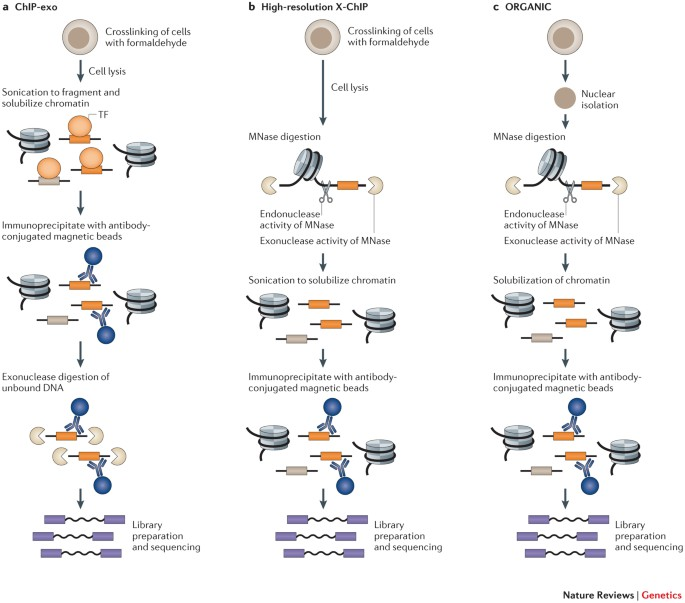 a ChIP-exo
Crosslinking of cells
with formaldehyde
Cell lysis
Sonication to fragment and
solubilize chromatin
TF
Immunoprecipitate with antibody-
conjugated magnetic beads
Exonuclease digestion of
unbound DNA
Library
preparation
and sequencing
b High-resolution X-ChIP
Crosslinking of cells
with formaldehyde
Cell lysis
MNase digestion
Endonuclease
activity of MNase
Exonuclease activity of MNase
Sonication to solubilize chromatin
Immunoprecipitate with antibody-
conjugated magnetic beads
Library
preparation
and sequencing
c ORGANIC
Nuclear
isolation
MNase digestion
Endonuclease
activity of MNase
Exonuclease activity of MNase
Solubilization of chromatin
Immunoprecipitate with antibody-
conjugated magnetic beads
Library
preparation
and sequencing
Nature Reviews | Genetics